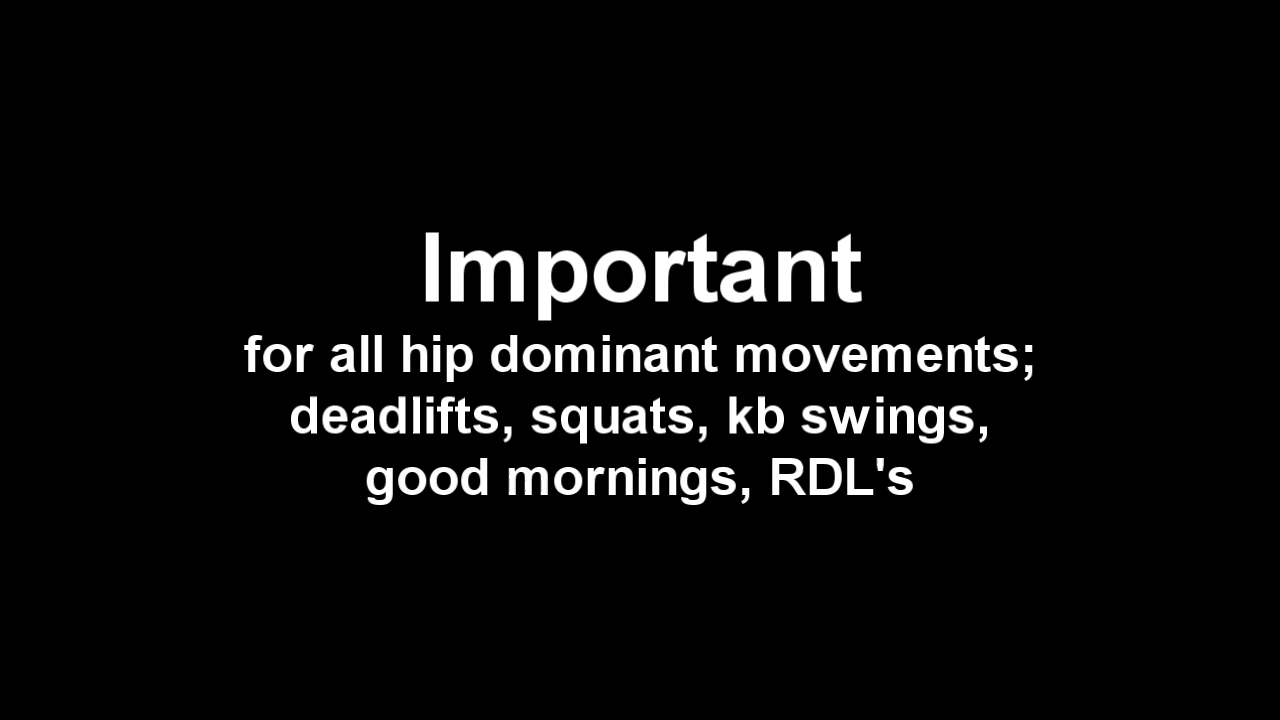 Important
for all hip dominant movements;
deadlifts, squats, kb swings,
good mornings, RDL's